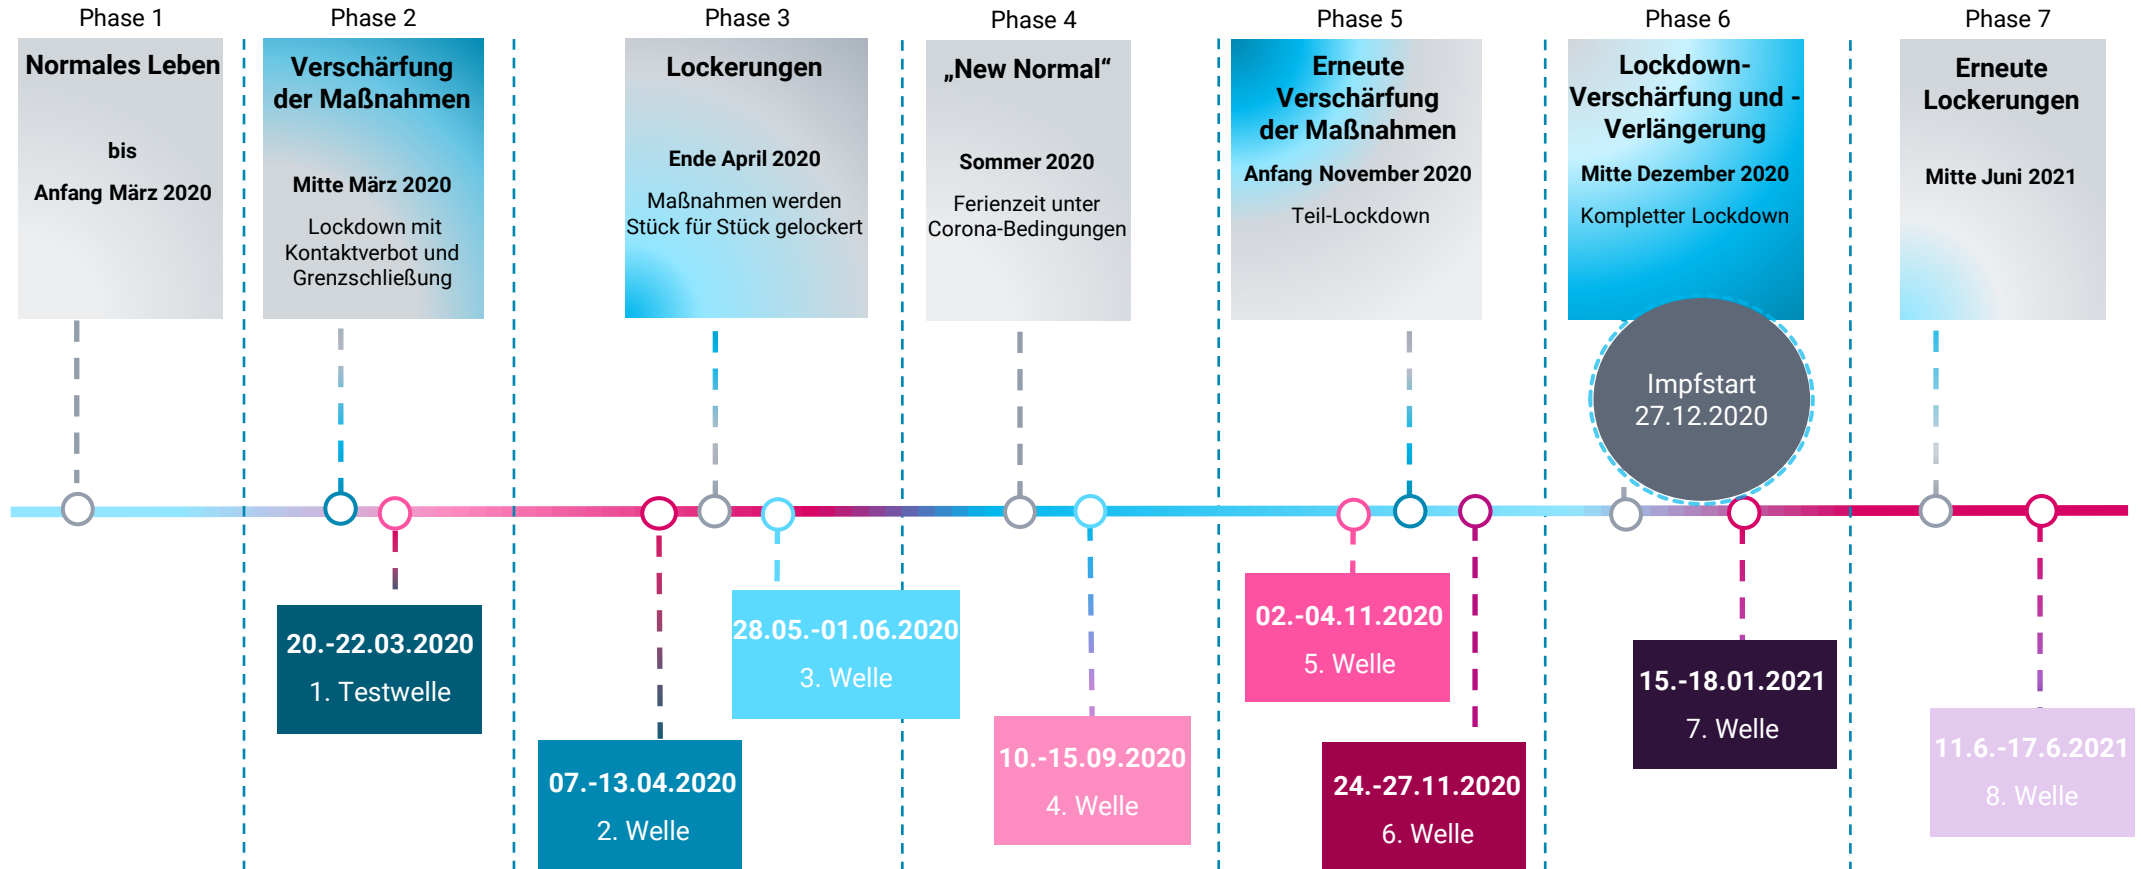 Phase 1
Normales Leben
bis
Anfang März 2020
Phase 2
Verschärfung
der Maßnahmen
Mitte März 2020
Lockdown mit
Kontaktverbot und
Grenzschließung
Phase 3
Lockerungen
Ende April 2020
Maßnahmen werden
Stück für Stück gelockert
Phase 4
„New Normal“
Sommer 2020
Ferienzeit unter
Corona-Bedingungen
Phase 5
Erneute
Verschärfung
der Maßnahmen
Anfang November 2020
Teil-Lockdown
Phase 6
Lockdown-
Verschärfung und -
Verlängerung
Mitte Dezember 2020
Kompletter Lockdown
Impfstart
27.12.2020
Phase 7
Erneute
Lockerungen
Mitte Juni 2021
20.-22.03.2020
1. Testwelle
07.-13.04.2020
2. Welle
28.05.-01.06.2020
3. Welle
10.-15.09.2020
4. Welle
02.-04.11.2020
5. Welle
24.-27.11.2020
6. Welle
15.-18.01.2021
7. Welle
11.6.-17.6.2021
8. Welle